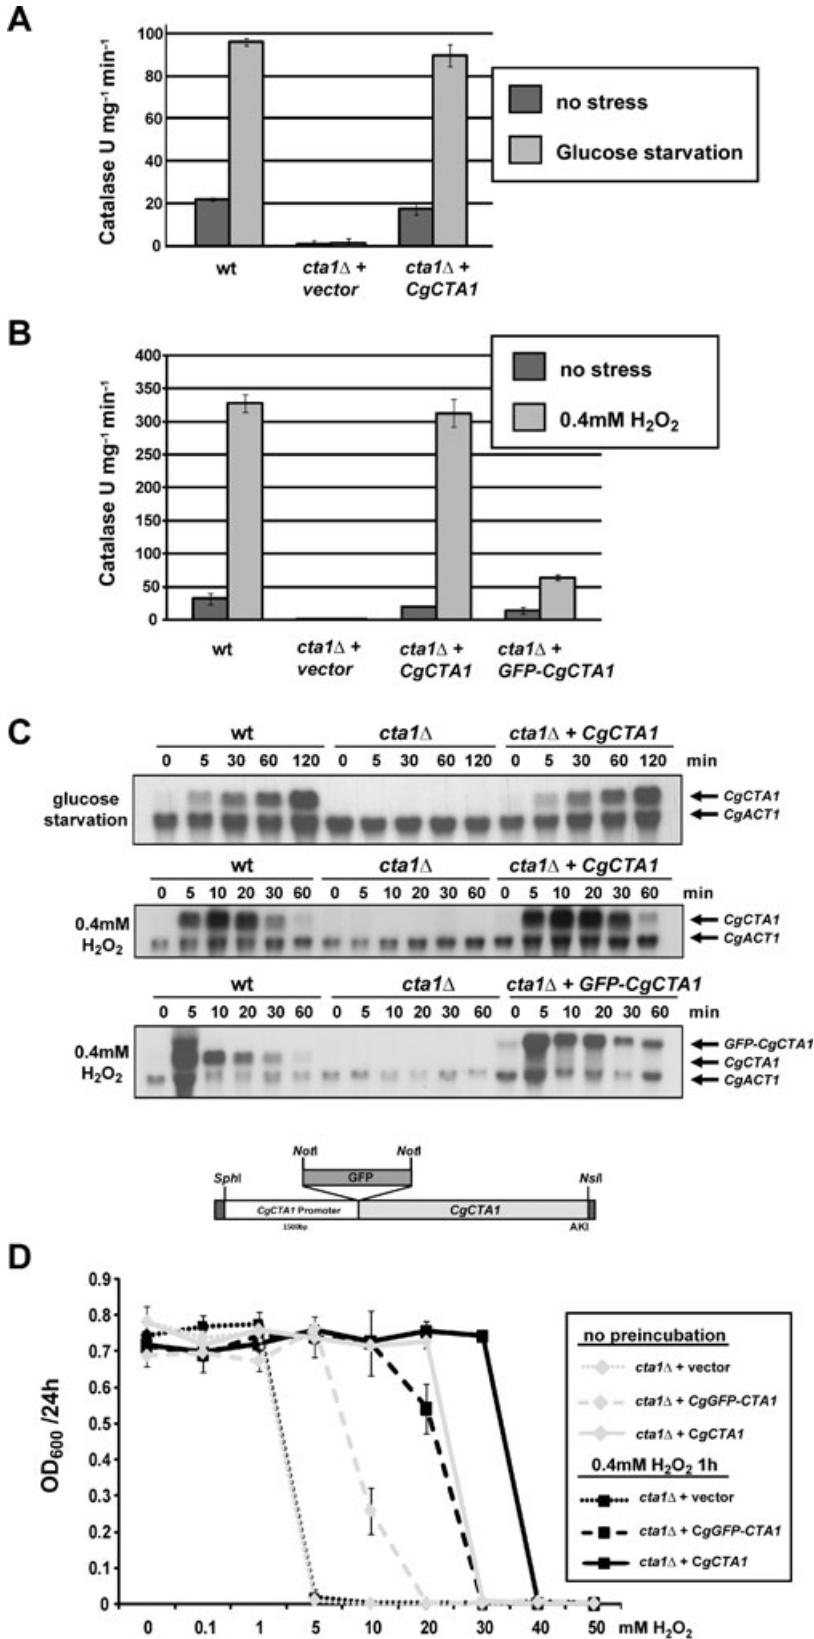 A
Catalase U mg⁻¹ min⁻¹
100
80
60
40
20
0
wt
cta1Δ + vector
cta1Δ + CgCTA1
no stress
Glucose starvation
B
Catalase U mg⁻¹ min⁻¹
400
350
300
250
200
150
100
50
0
wt
cta1Δ + vector
cta1Δ + CgCTA1
cta1Δ + GFP-CgCTA1
no stress
0.4mM H₂O₂
C
wt cta1Δ cta1Δ + CgCTA1
0 5 30 60 120 0 5 30 60 120 0 5 30 60 120 min
glucose starvation
CgCTA1
CgACT1
wt cta1Δ cta1Δ + CgCTA1
0 5 10 20 30 60 0 5 10 20 30 60 0 5 10 20 30 60 min
0.4mM H₂O₂
CgCTA1
CgACT1
wt cta1Δ cta1Δ + GFP-CgCTA1
0 5 10 20 30 60 0 5 10 20 30 60 0 5 10 20 30 60 min
0.4mM H₂O₂
GFP-CgCTA1
CgCTA1
CgACT1
NotI NotI
SphI GFP NsiI
CgCTA1 Promoter CgCTA1
1500bp AKI
D
OD₆₀₀ /24h
0.9
0.8
0.7
0.6
0.5
0.4
0.3
0.2
0.1
0
0 0.1 1 5 10 20 30 40 50 mM H₂O₂
no preincubation
cta1Δ + vector
cta1Δ + CgGFP-CTA1
cta1Δ + CgCTA1
0.4mM H₂O₂ 1h
cta1Δ + vector
cta1Δ + CgGFP-CTA1
cta1Δ + CgCTA1